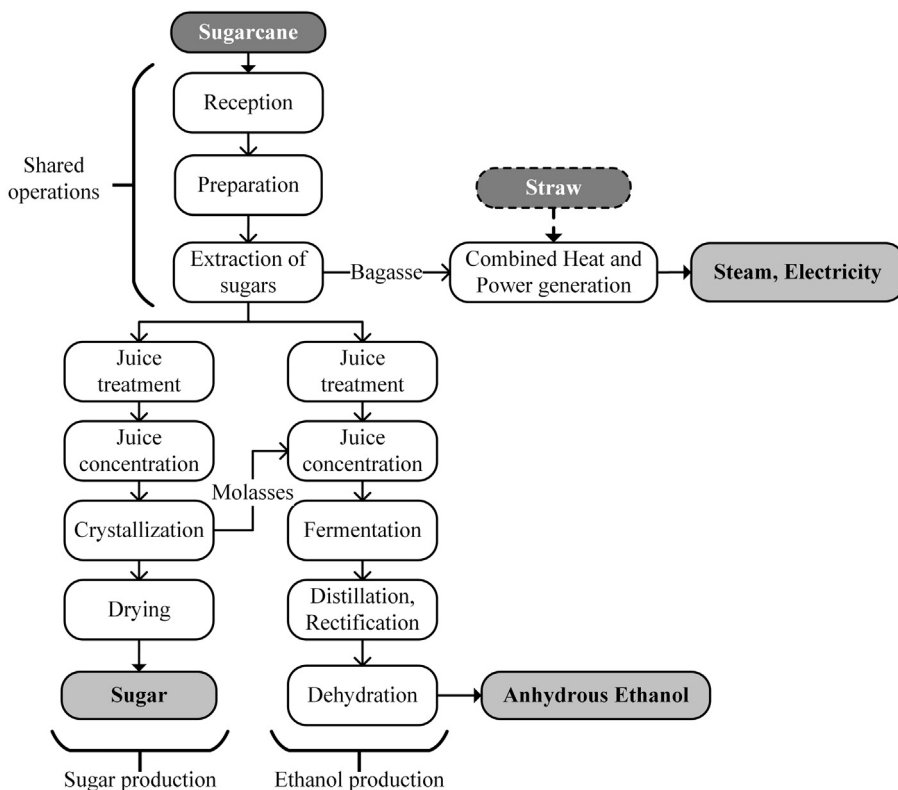 Sugarcane
Reception
Shared
operations
Preparation
Straw
Extraction of
sugars
Bagasse
Combined Heat and
Power generation
Steam, Electricity
Juice
treatment
Juice
treatment
Juice
concentration
Juice
concentration
Molasses
Crystallization
Fermentation
Drying
Distillation,
Rectification
Sugar
Dehydration
Anhydrous Ethanol
Sugar production
Ethanol production